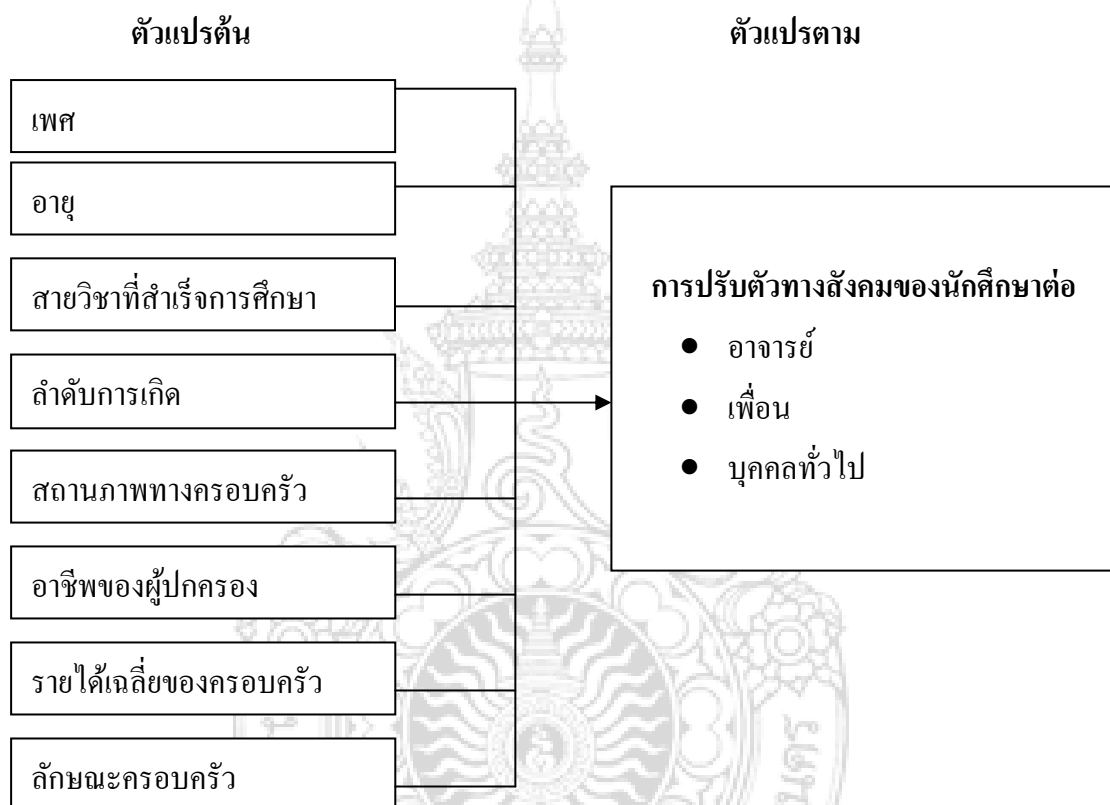 ตัวแปรต้น
ตัวแปรตาม
เพศ
อายุ
สายวิชาที่สำเร็จการศึกษา
ลำดับการเกิด
สถานภาพทางครอบครัว
อาชีพของผู้ปกครอง
รายได้เฉลี่ยของครอบครัว
ลักษณะครอบครัว
การปรับตัวทางสังคมของนักศึกษาต่อ
● อาจารย์
● เพื่อน
● บุคคลทั่วไป